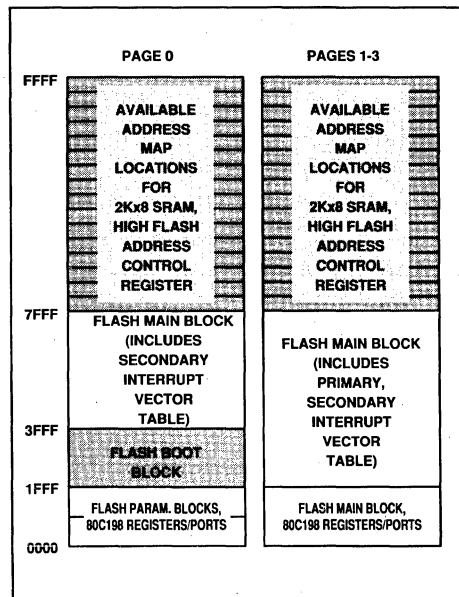 PAGE 0
PAGES 1-3
FFFF
AVAILABLE
ADDRESS
MAP
LOCATIONS
FOR
2Kx8 SRAM,
HIGH FLASH
ADDRESS
CONTROL
REGISTER
AVAILABLE
ADDRESS
MAP
LOCATIONS
FOR
2Kx8 SRAM,
HIGH FLASH
ADDRESS
CONTROL
REGISTER
7FFF
FLASH MAIN BLOCK
(INCLUDES
SECONDARY
INTERRUPT
VECTOR
TABLE)
FLASH MAIN BLOCK
(INCLUDES
PRIMARY,
SECONDARY
INTERRUPT
VECTOR
TABLE)
3FFF
FLASH BOOT
BLOCK
1FFF
FLASH PARAM. BLOCKS,
80C198 REGISTERS/PORTS
FLASH MAIN BLOCK,
80C198 REGISTERS/PORTS
0000